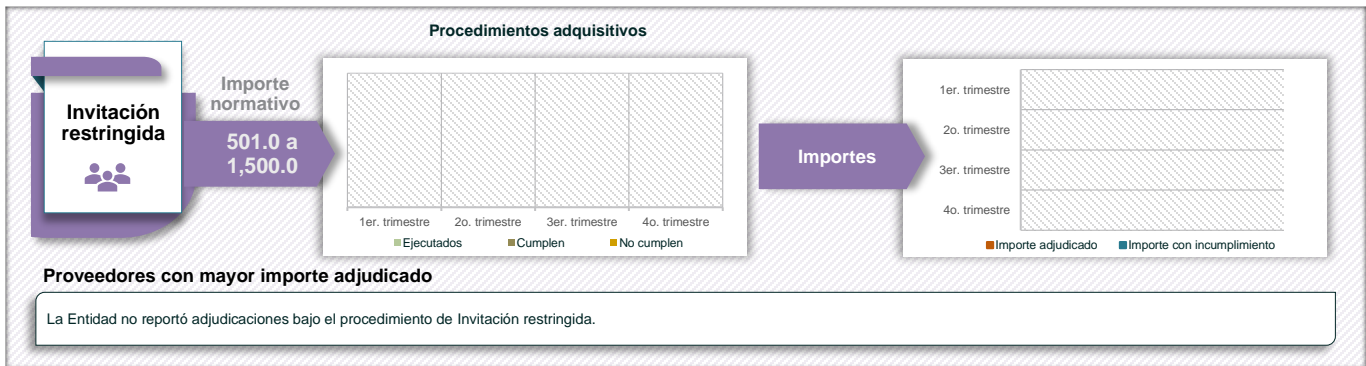 Procedimientos adquisitivos
Invitación
restringida
Importe
normativo
501.0 a
1,500.0
1er. trimestre
2o. trimestre
3er. trimestre
4o. trimestre
Ejecutados
Cumplen
No cumplen
Importes
1er. trimestre
2o. trimestre
3er. trimestre
4o. trimestre
Importe adjudicado
Importe con incumplimiento
Proveedores con mayor importe adjudicado
La Entidad no reportó adjudicaciones bajo el procedimiento de Invitación restringida.